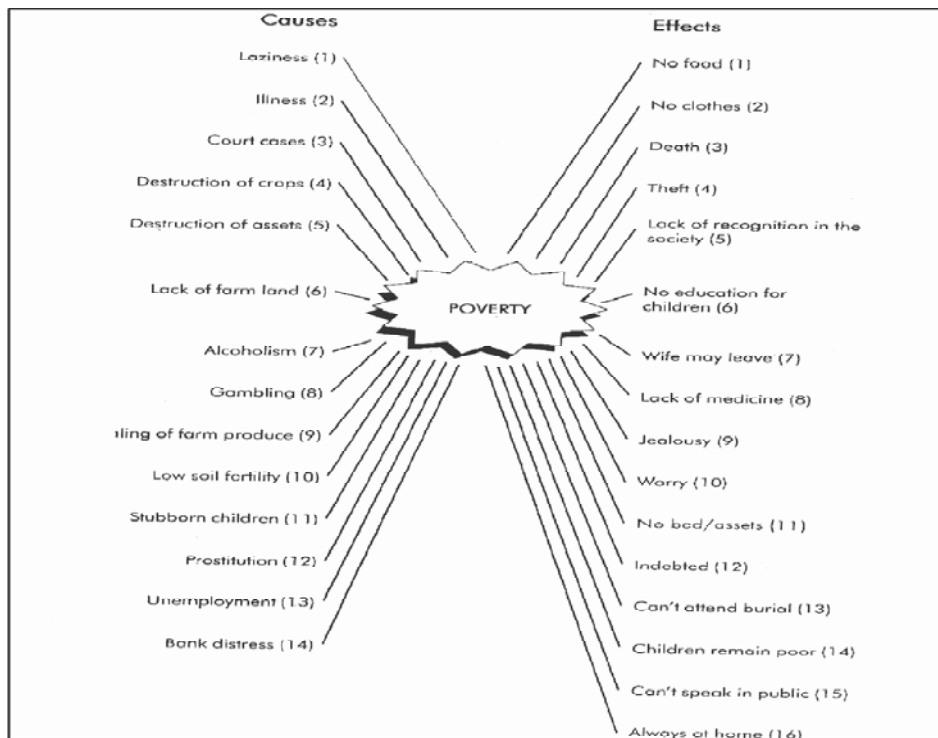 Causes
Laziness (1)
Illness (2)
Court cases (3)
Destruction of crops (4)
Destruction of assets (5)
Lack of farm land (6)
Alcoholism (7)
Gambling (8)
of farm produce (9)
Low soil fertility (10)
Stubborn children (11)
Prostitution (12)
Unemployment (13)
Bank distress (14)
POVERTY
Effects
No food (1)
No clothes (2)
Death (3)
Theft (4)
Lack of recognition in the
society (5)
No education for
children (6)
Wife may leave (7)
Lack of medicine (8)
Jealousy (9)
Worry (10)
No bed/assets (11)
Indebted (12)
Can't attend burial (13)
Children remain poor (14)
Can't speak in public (15)
Always at home (16)